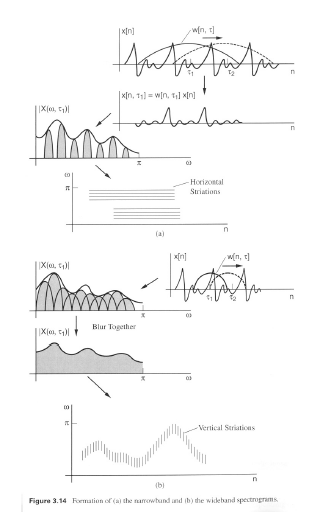 x[n]
w[n, τ]
τ₁
τ₂
n
x[n, τ₁] = w[n, τ₁] x[n]
n
|X(ω, τ₁)|
π
ω
ω
π
Horizontal
Striations
n
(a)
|X(ω, τ₁)|
π
ω
x[n]
w[n, τ]
τ₁
τ₂
n
Blur Together
|X(ω, τ₁)|
π
ω
ω
π
Vertical Striations
n
(b)
Figure 3.14 Formation of (a) the narrowband and (b) the wideband spectrograms.